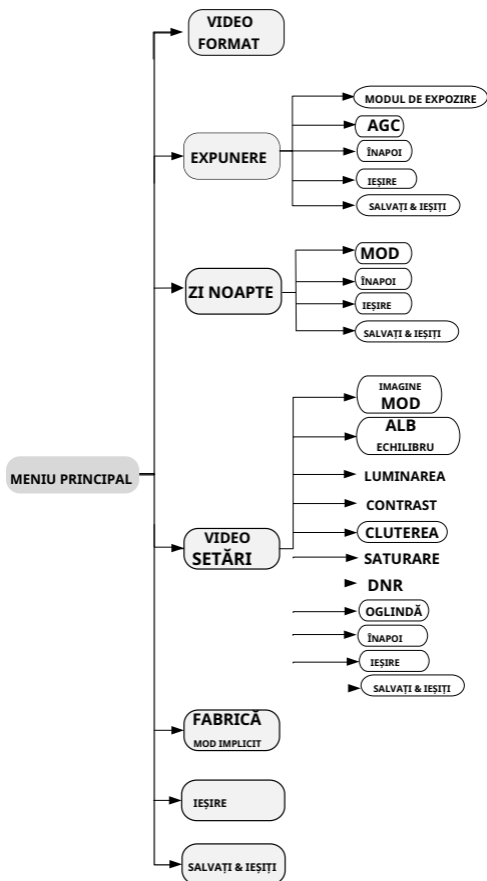 VIDEO
FORMAT
MODUL DE EXPOZIRE
AGC
EXPUNERE
ÎNAPOI
IEȘIRE
SALVAȚI & IEȘIȚI
MOD
ZI NOAPTE
ÎNAPOI
IEȘIRE
SALVAȚI & IEȘIȚI
IMAGINE
MOD
ALB
ECHILIBRU
MENIU PRINCIPAL
LUMINAREA
CONTRAST
VIDEO
SETĂRI
CLUTEREA
SATURARE
DNR
OGLINDĂ
ÎNAPOI
IEȘIRE
SALVAȚI & IEȘIȚI
FABRICĂ
MOD IMPLICIT
IEȘIRE
SALVAȚI & IEȘIȚI